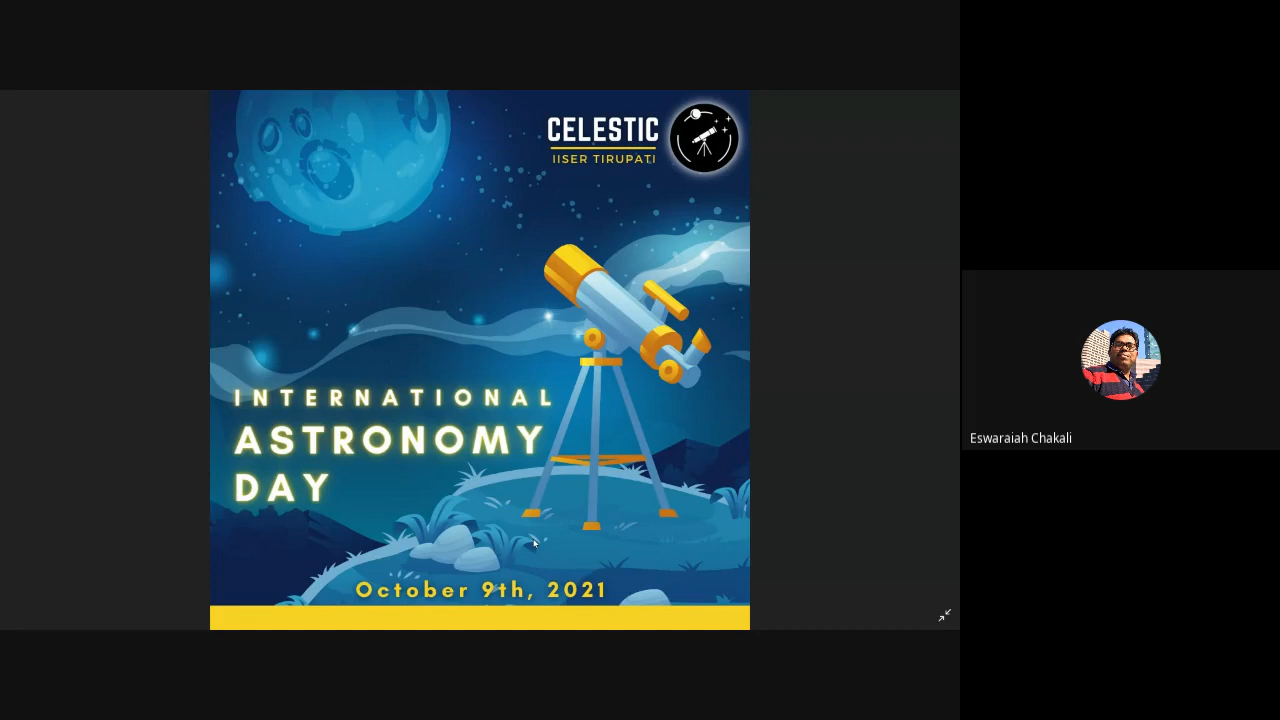 CELESTIC
IISER TIRUPATI
INTERNATIONAL
ASTRONOMY
DAY
October 9th, 2021
Eswaraiah Chakali